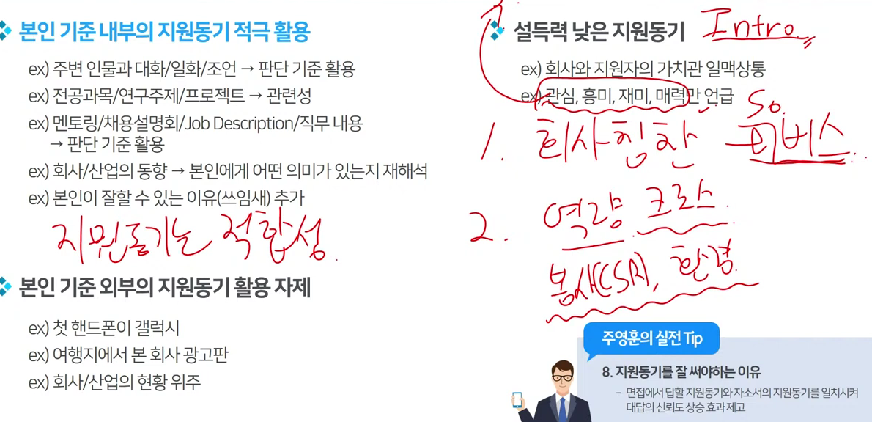 본인 기준 내부의 지원동기 적극 활용
ex) 주변 인물과 대화/일화/조언 → 판단 기준 활용
ex) 전공과목/연구주제/프로젝트 → 관련성
ex) 멘토링/채용설명회/Job Description/직무 내용
→ 판단 기준 활용
ex) 회사/산업의 동향 → 본인에게 어떤 의미가 있는지 재해석
ex) 본인이 잘할 수 있는 이유(쓰임새) 추가
지원동기는 적합성
본인 기준 외부의 지원동기 활용 자제
ex) 첫 핸드폰이 갤럭시
ex) 여행지에서 본 회사 광고판
ex) 회사/산업의 현황 위주
설득력 낮은 지원동기 Intro.
ex) 회사와 지원자의 가치관 일맥상통
ex) 관심, 흥미, 재미, 매력만 언급
So.
1. 회사칭찬 피버스
2. 역량 크로스
봉사(CSR), 환경
주영훈의 실전 Tip
8. 지원동기를 잘 써야하는 이유
- 면접에서 답할 지원동기와 자소서의 지원동기를 일치시켜
대답의 신뢰도 상승 효과 제고